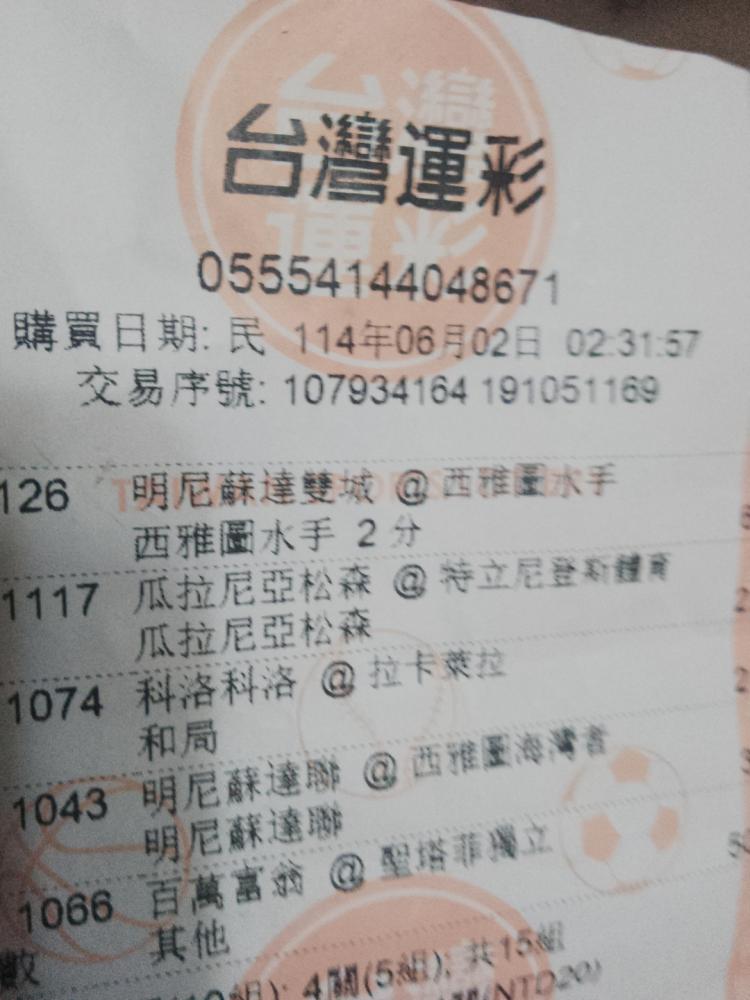 台灣運彩
05554144048671
購買日期: 民 114年06月02日 02:31:57
交易序號: 107934164 191051169
126 明尼蘇達雙城 @ 西雅圖水手
西雅圖水手 2 分
1117 瓜拉尼亞松森 @ 特立尼登斯體育
瓜拉尼亞松森
1074 科洛科洛 @ 拉卡萊拉
和局
1043 明尼蘇達聯 @ 西雅圖海灣者
明尼蘇達聯
1066 百萬富翁 @ 聖塔菲獨立
其他
4關(5組); 共15組
(NTD20)